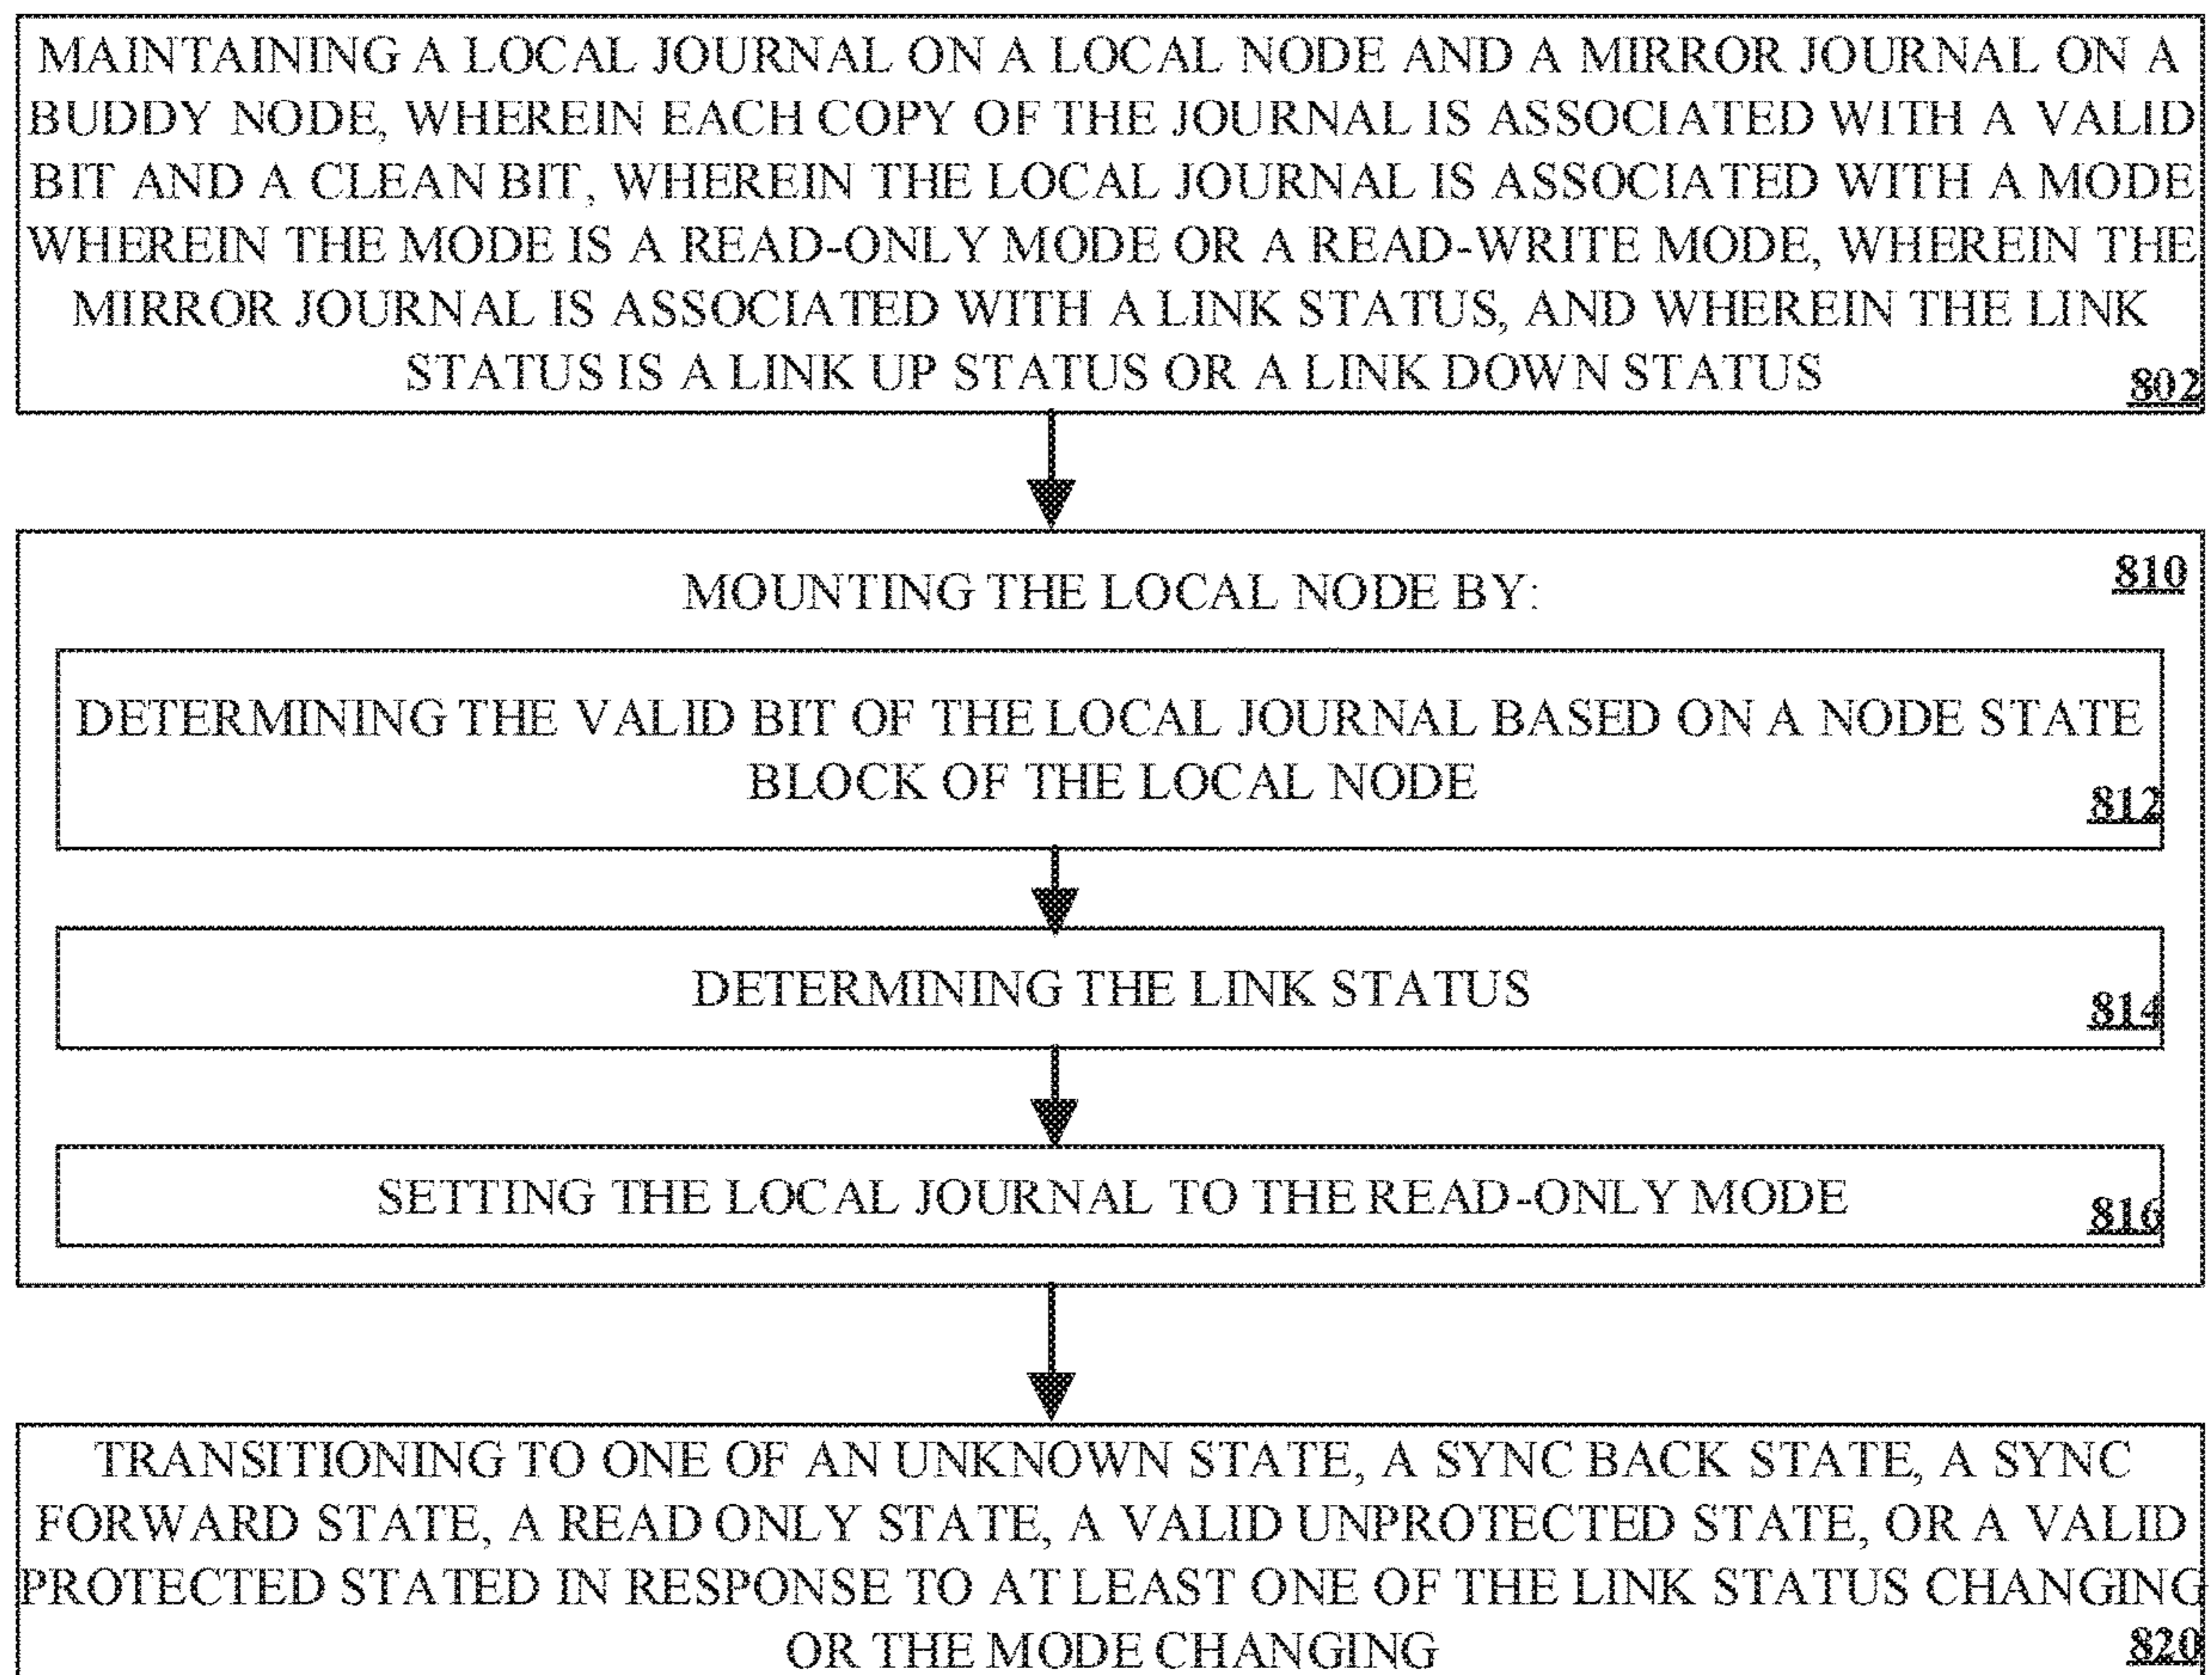 MAINTAINING A LOCAL JOURNAL ON A LOCAL NODE AND A MIRROR JOURNAL ON A
BUDDY NODE, WHEREIN EACH COPY OF THE JOURNAL IS ASSOCIATED WITH A VALID
BIT AND A CLEAN BIT, WHEREIN THE LOCAL JOURNAL IS ASSOCIATED WITH A MODE
WHEREIN THE MODE IS A READ-ONLY MODE OR A READ-WRITE MODE, WHEREIN THE
MIRROR JOURNAL IS ASSOCIATED WITH A LINK STATUS, AND WHEREIN THE LINK
STATUS IS A LINK UP STATUS OR A LINK DOWN STATUS
802
810
MOUNTING THE LOCAL NODE BY:
DETERMINING THE VALID BIT OF THE LOCAL JOURNAL BASED ON A NODE STATE
BLOCK OF THE LOCAL NODE
812
DETERMINING THE LINK STATUS
814
SETTING THE LOCAL JOURNAL TO THE READ-ONLY MODE
816
TRANSITIONING TO ONE OF AN UNKNOWN STATE, A SYNC BACK STATE, A SYNC
FORWARD STATE, A READ ONLY STATE, A VALID UNPROTECTED STATE, OR A VALID
PROTECTED STATED IN RESPONSE TO AT LEAST ONE OF THE LINK STATUS CHANGING
OR THE MODE CHANGING
820